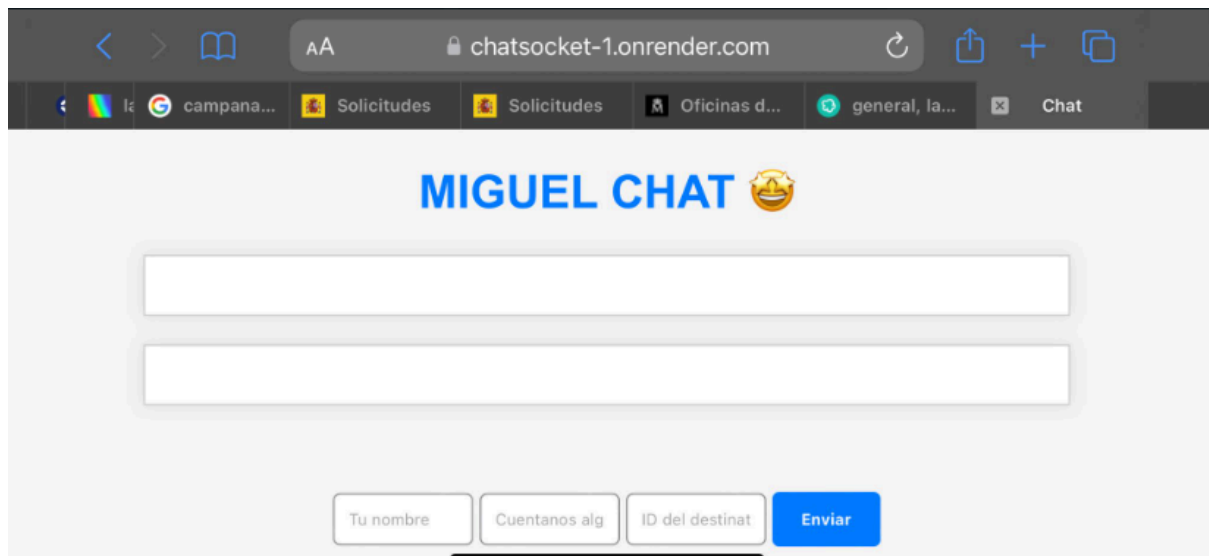 AA chatsocket-1.onrender.com
la campana... Solicitudes Solicitudes Oficinas d... general, la... Chat
MIGUEL CHAT 🤩
Tu nombre Cuentanos alg ID del destinat Enviar